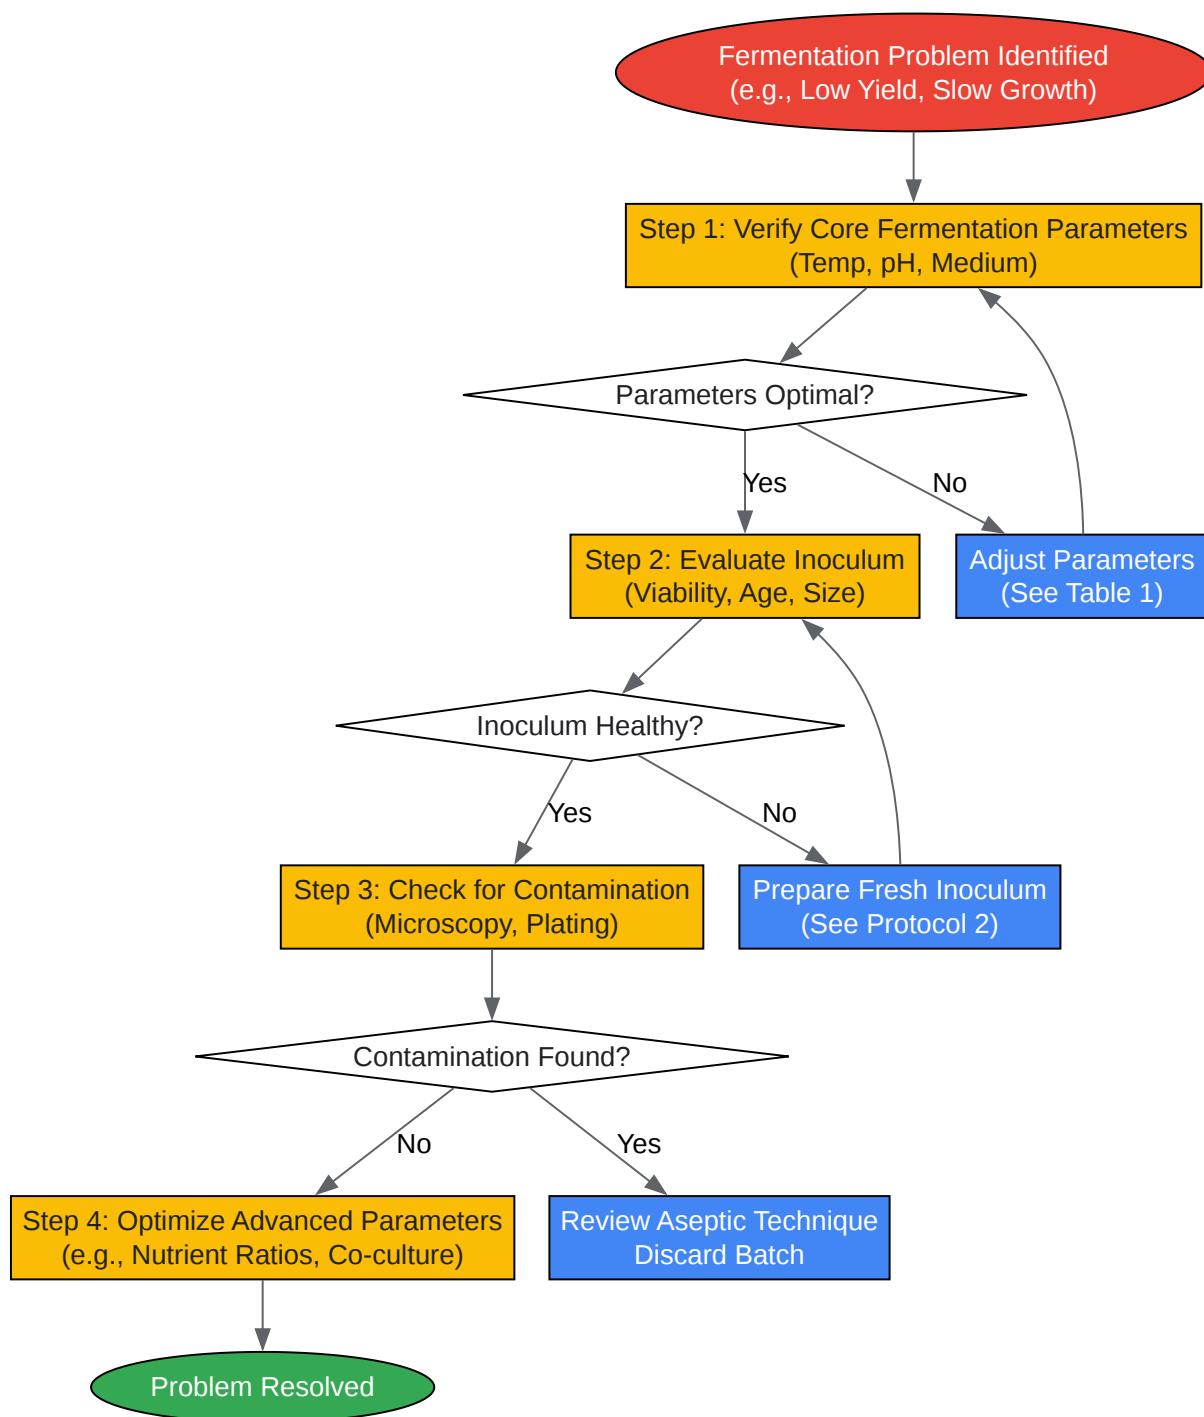 Fermentation Problem Identified
(e.g., Low Yield, Slow Growth)
Step 1: Verify Core Fermentation Parameters
(Temp, pH, Medium)
Parameters Optimal?
Yes
No
Step 2: Evaluate Inoculum
(Viability, Age, Size)
Adjust Parameters
(See Table 1)
Inoculum Healthy?
Yes
No
Step 3: Check for Contamination
(Microscopy, Plating)
Prepare Fresh Inoculum
(See Protocol 2)
Contamination Found?
No
Yes
Step 4: Optimize Advanced Parameters
(e.g., Nutrient Ratios, Co-culture)
Review Aseptic Technique
Discard Batch
Problem Resolved